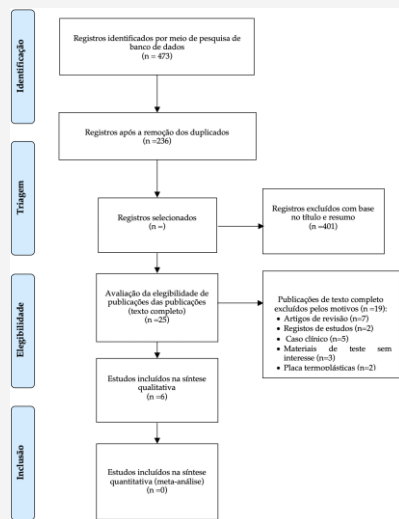 Identificação
Registros identificados por meio de pesquisa de
banco de dados
(n = 473)
Registros após a remoção dos duplicados
(n =236)
Triagem
Registros selecionados
(n =)
Registros excluídos com base
no título e resumo
(n =401)
Elegibilidade
Avaliação da elegibilidade de
publicações das publicações
(texto completo)
(n =25)
Publicações de texto completo
excluídos pelos motivos (n =19):
• Artigos de revisão (n=7)
• Registos de estudos (n=2)
• Caso clínico (n=5)
• Materiais de teste sem
interesse (n=3)
• Placa termoplásticas (n=2)
Estudos incluídos na síntese
qualitativa
(n =6)
Inclusão
Estudos incluídos na síntese
quantitativa (meta-análise)
(n =0)